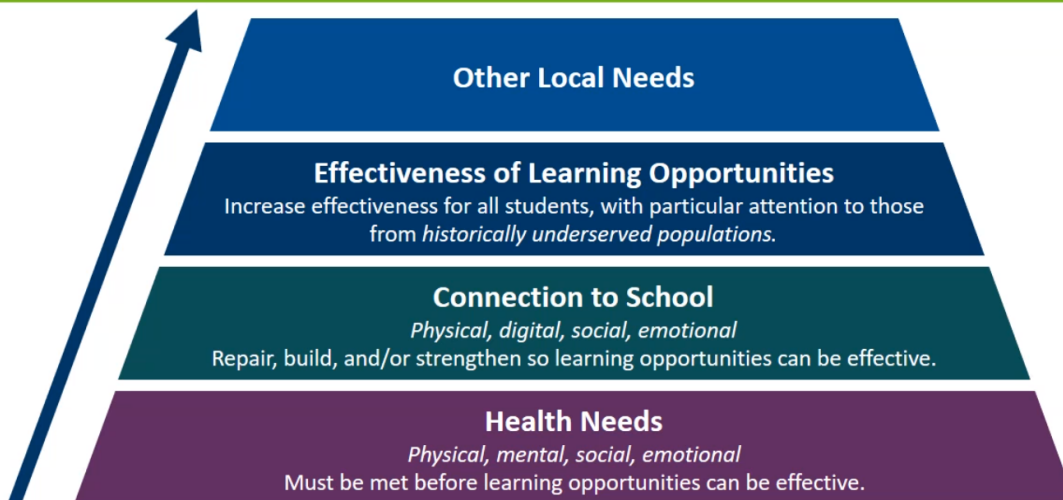 Other Local Needs
Effectiveness of Learning Opportunities
Increase effectiveness for all students, with particular attention to those
from historically underserved populations.
Connection to School
Physical, digital, social, emotional
Repair, build, and/or strengthen so learning opportunities can be effective.
Health Needs
Physical, mental, social, emotional
Must be met before learning opportunities can be effective.